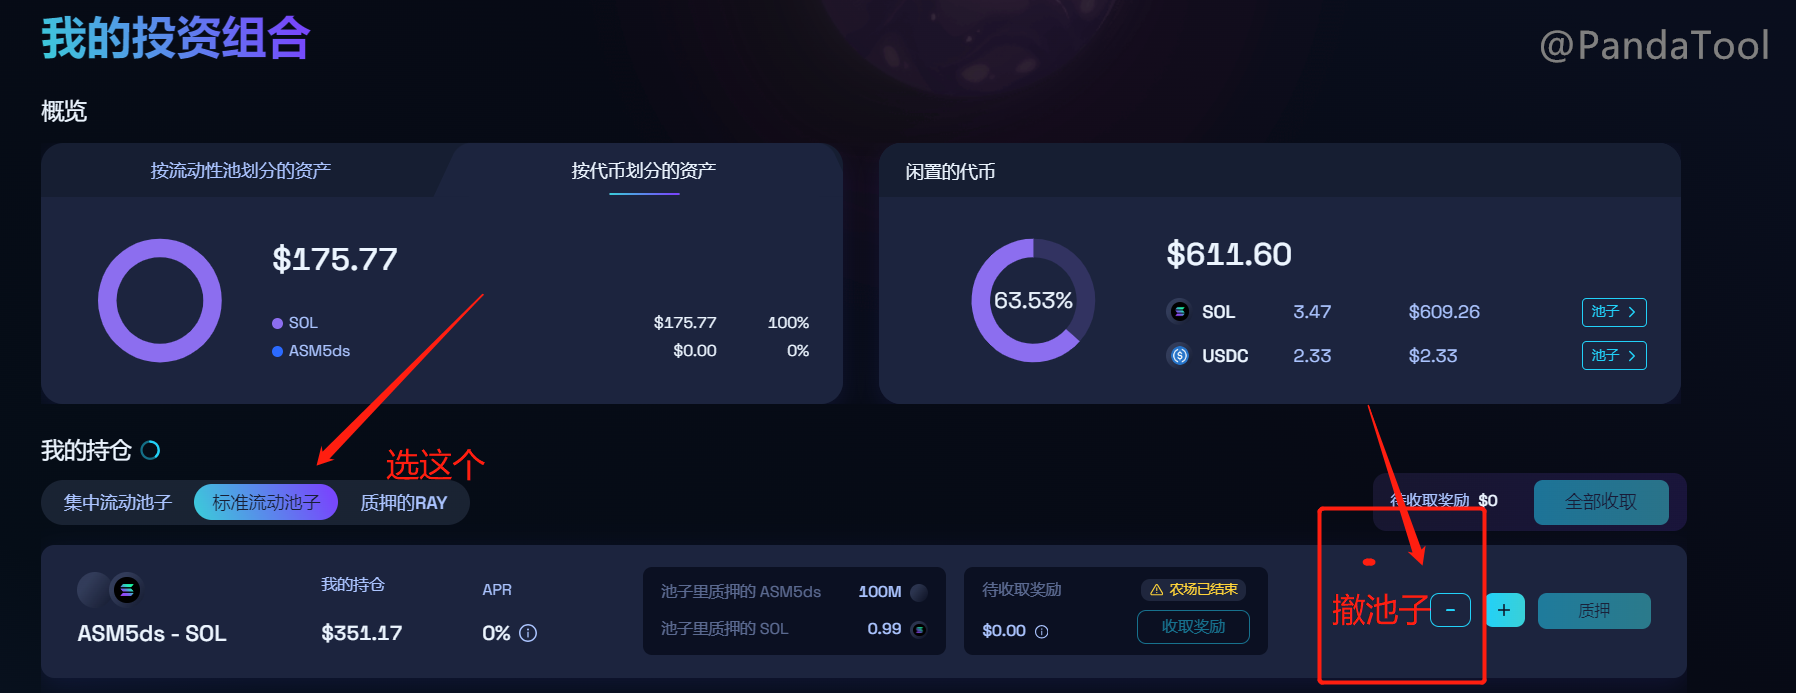 我的投资组合
@PandaTool
概览
按流动性池划分的资产
按代币划分的资产
$175.77
SOL $175.77 100%
ASM5ds $0.00 0%
闲置的代币
63.53%
$611.60
SOL 3.47 $609.26 池子 >
USDC 2.33 $2.33 池子 >
我的持仓
选这个
集中流动池子 标准流动池子 质押的RAY
待收取奖励 $0 全部收取
ASM5ds - SOL
我的持仓
$351.17
APR
0%
池子里质押的 ASM5ds 100M
池子里质押的 SOL 0.99
待收取奖励 农场已结束
$0.00 收取奖励
撤池子 - + 质押